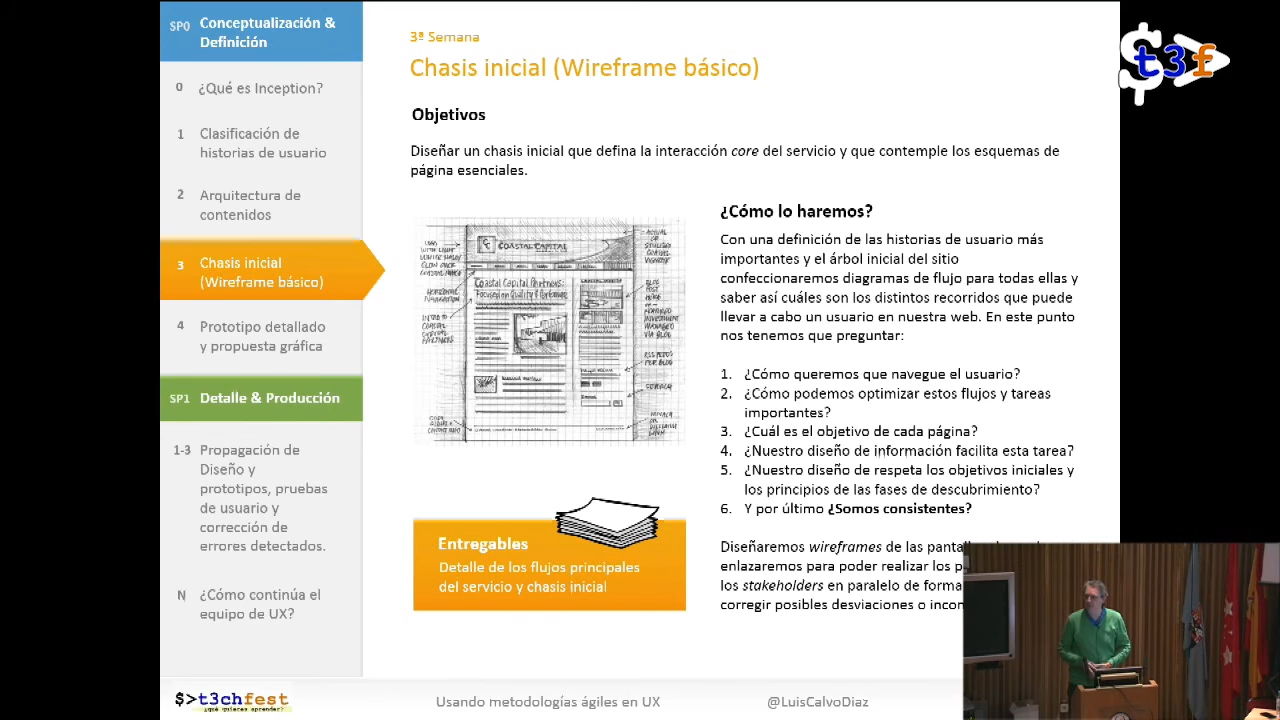 SP0 Conceptualización &
Definición
0 ¿Qué es Inception?
1 Clasificación de
historias de usuario
2 Arquitectura de
contenidos
3 Chasis inicial
(Wireframe básico)
4 Prototipo detallado
y propuesta gráfica
SP1 Detalle & Producción
1-3 Propagación de
Diseño y
prototipos, pruebas
de usuario y
corrección de
errores detectados.
N ¿Cómo continúa el
equipo de UX?
$>t3chfest
¿qué quieres aprender?
3ª Semana
Chasis inicial (Wireframe básico)
Objetivos
Diseñar un chasis inicial que defina la interacción core del servicio y que contemple los esquemas de
página esenciales.
COASTAL CAPITAL
Coastal Capital Partners:
Entregables
Detalle de los flujos principales
del servicio y chasis inicial
¿Cómo lo haremos?
Con una definición de las historias de usuario más
importantes y el árbol inicial del sitio
confeccionaremos diagramas de flujo para todas ellas y
saber así cuáles son los distintos recorridos que puede
llevar a cabo un usuario en nuestra web. En este punto
nos tenemos que preguntar:
1. ¿Cómo queremos que navegue el usuario?
2. ¿Cómo podemos optimizar estos flujos y tareas
importantes?
3. ¿Cuál es el objetivo de cada página?
4. ¿Nuestro diseño de información facilita esta tarea?
5. ¿Nuestro diseño de respeta los objetivos iniciales y
los principios de las fases de descubrimiento?
6. Y por último ¿Somos consistentes?
Diseñaremos wireframes de las
enlazaremos para poder realizar los
los stakeholders en paralelo de
corregir posibles desviaciones o
Usando metodologías ágiles en UX
@LuisCalvoDiaz
$ t3f